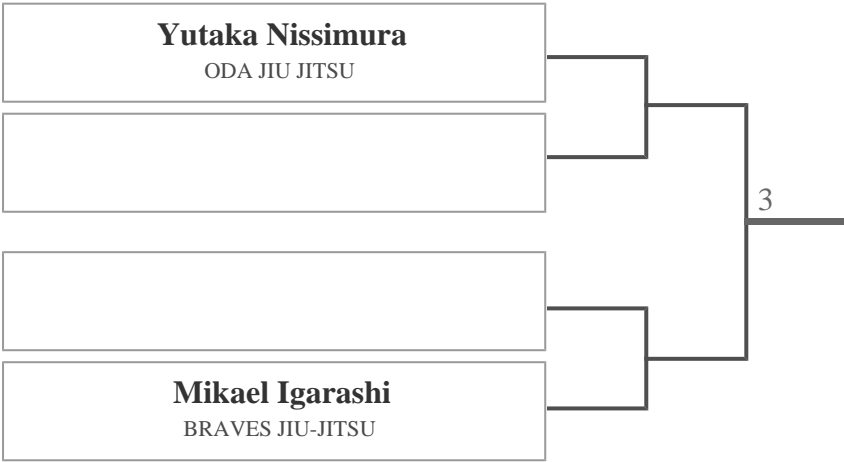 Yutaka Nissimura
ODA JIU JITSU
3
Mikael Igarashi
BRAVES JIU-JITSU